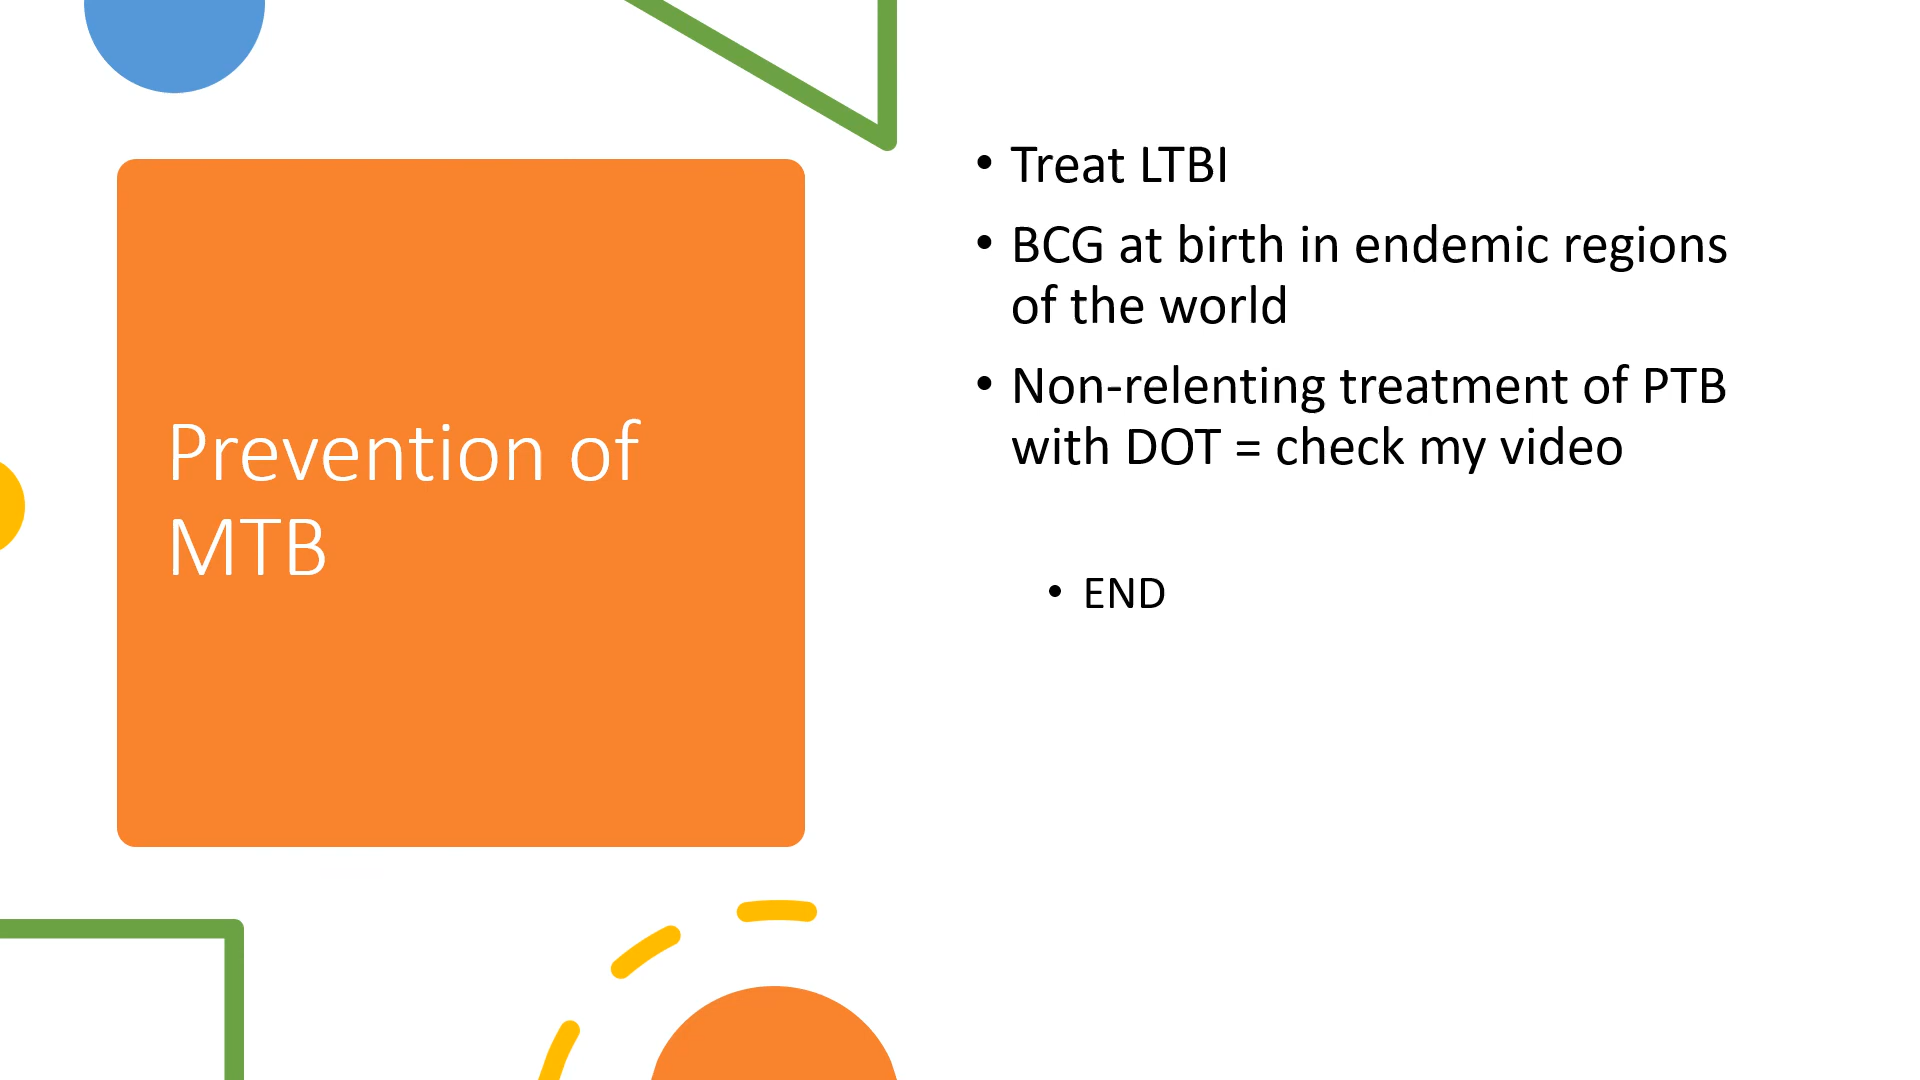 Prevention of
MTB
• Treat LTBI
• BCG at birth in endemic regions
of the world
• Non-relenting treatment of PTB
with DOT = check my video
• END